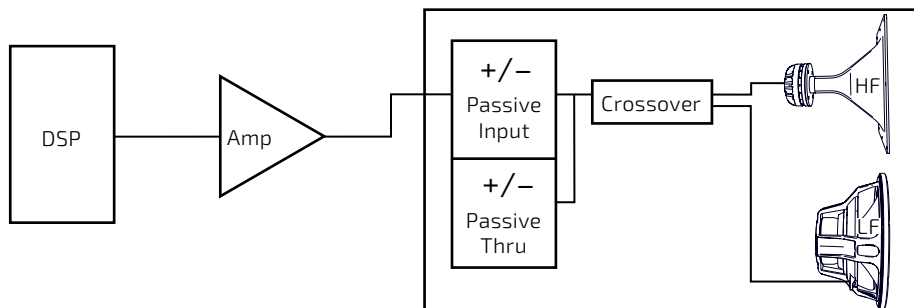 DSP
Amp
+/−
Passive
Input
+/−
Passive
Thru
Crossover
HF
LF